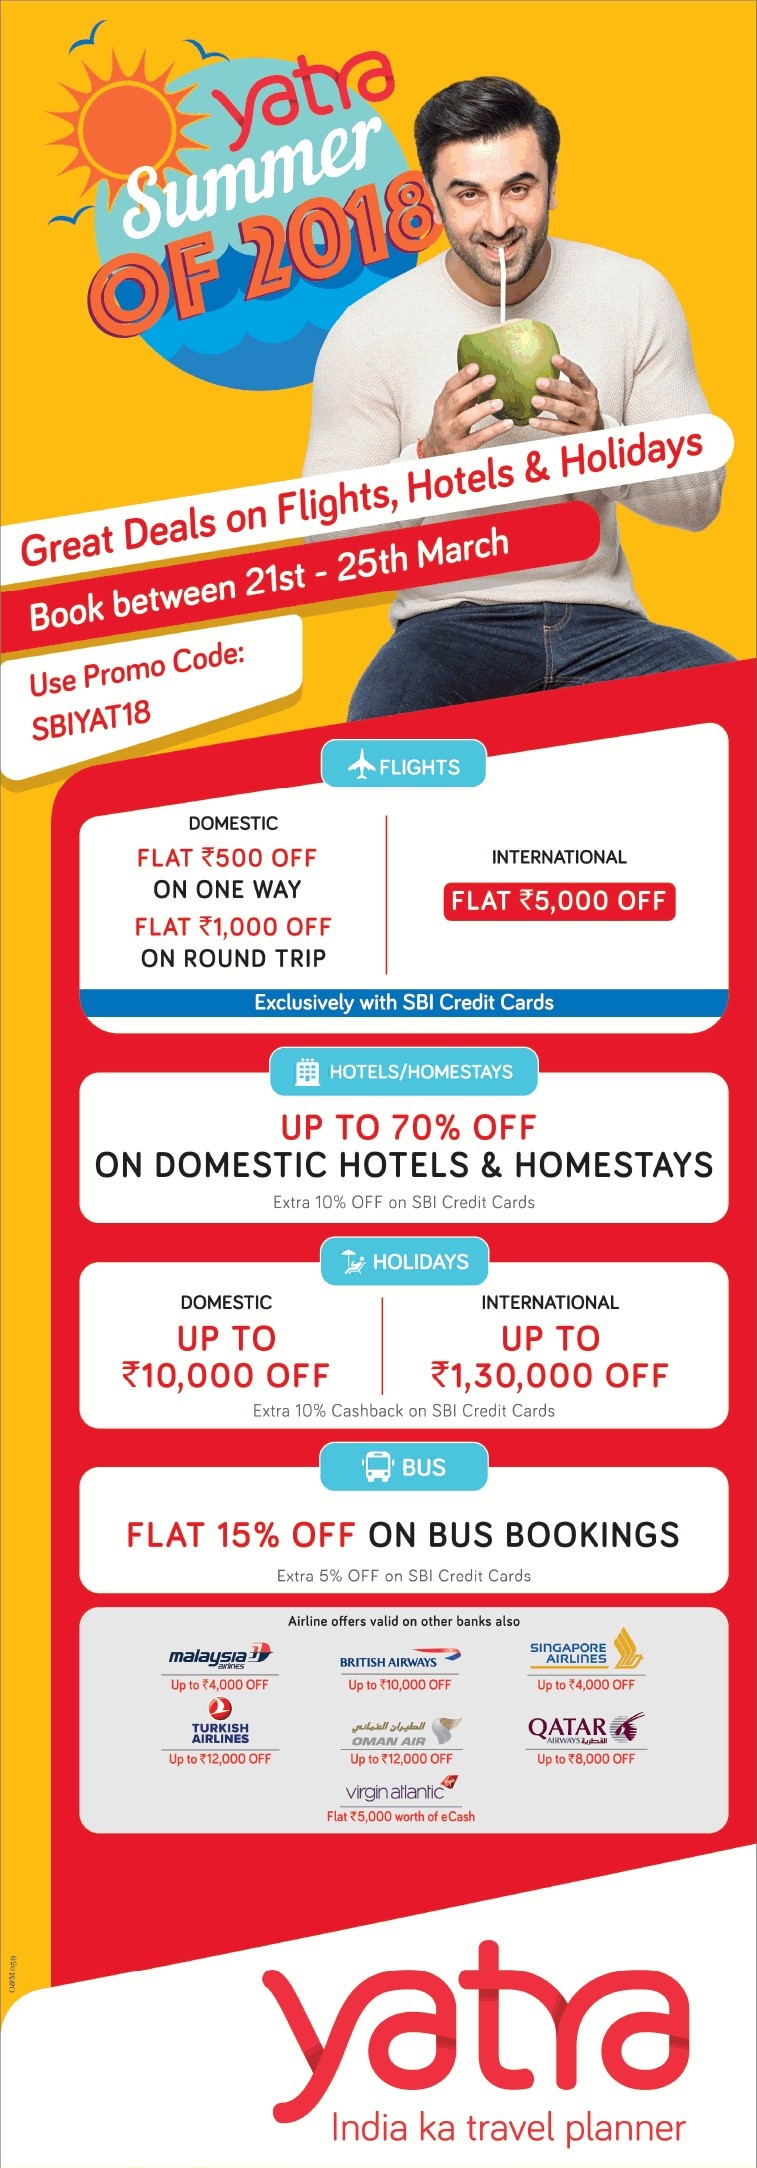 yatra
Summer
OF 2018
Great Deals on Flights, Hotels & Holidays
Book between 21st - 25th March
Use Promo Code:
SBIYAT18
FLIGHTS
DOMESTIC
FLAT ₹500 OFF
ON ONE WAY
FLAT ₹1,000 OFF
ON ROUND TRIP
INTERNATIONAL
FLAT ₹5,000 OFF
Exclusively with SBI Credit Cards
HOTELS/HOMESTAYS
UP TO 70% OFF
ON DOMESTIC HOTELS & HOMESTAYS
Extra 10% OFF on SBI Credit Cards
HOLIDAYS
DOMESTIC
UP TO
₹10,000 OFF
INTERNATIONAL
UP TO
₹1,30,000 OFF
Extra 10% Cashback on SBI Credit Cards
BUS
FLAT 15% OFF ON BUS BOOKINGS
Extra 5% OFF on SBI Credit Cards
Airline offers valid on other banks also
malaysia
airlines
Up to ₹4,000 OFF
BRITISH AIRWAYS
Up to ₹10,000 OFF
SINGAPORE
AIRLINES
Up to ₹4,000 OFF
TURKISH
AIRLINES
Up to ₹12,000 OFF
الطيران العماني
OMAN AIR
Up to ₹12,000 OFF
QATAR
AIRWAYS القطرية
Up to ₹8,000 OFF
virgin atlantic
Flat ₹5,000 worth of eCash
O&M 059
yatra
India ka travel planner